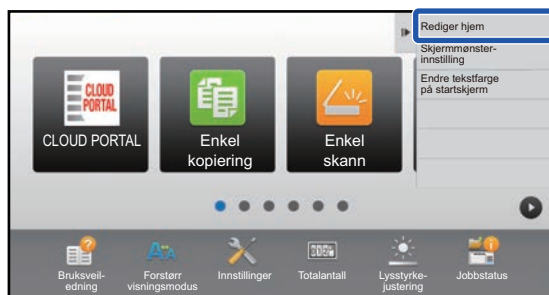 Rediger hjem
Skjermmønster-
innstilling
Endre tekstfarge
på startskjerm
CLOUD
PORTAL
CLOUD PORTAL
Enkel
kopiering
Enkel
skann
Bruksveil-
edning
Forstørr
visningsmodus
Innstillinger
Totalantall
Lysstyrke-
justering
Jobbstatus